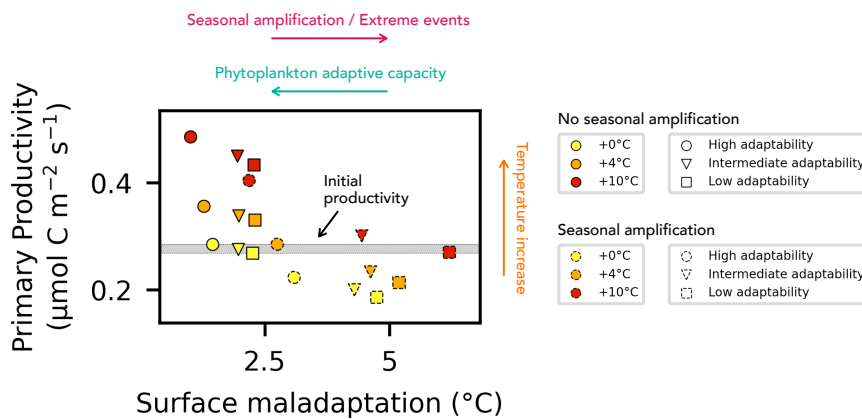 Seasonal amplification / Extreme events
Phytoplankton adaptive capacity
Primary Productivity
(μmol C m⁻² s⁻¹)
0.4
0.2
Initial
productivity
2.5
5
Surface maladaptation (°C)
Temperature increase
No seasonal amplification
+0°C
+4°C
+10°C
High adaptability
Intermediate adaptability
Low adaptability
Seasonal amplification
+0°C
+4°C
+10°C
High adaptability
Intermediate adaptability
Low adaptability